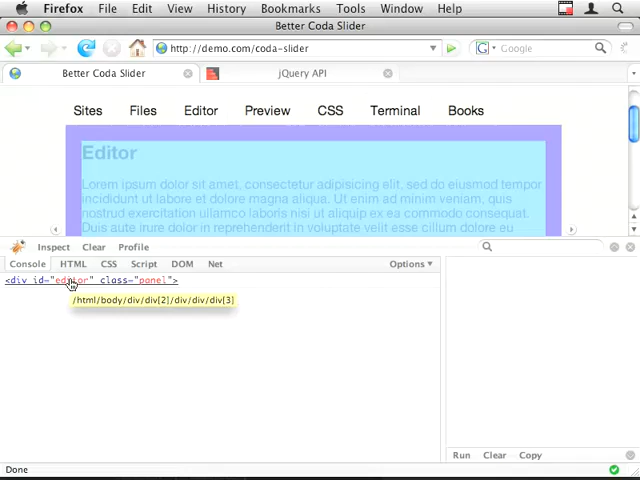 Firefox File Edit View History Bookmarks Tools Window Help
Better Coda Slider
http://demo.com/coda-slider
Google
Better Coda Slider
jQuery API
Sites Files Editor Preview CSS Terminal Books
Editor
Lorem ipsum dolor sit amet, consectetur adipisicing elit, sed do eiusmod tempor
incididunt ut labore et dolore magna aliqua. Ut enim ad minim veniam, quis
nostrud exercitation ullamco laboris nisi ut aliquip ex ea commodo consequat.
Duis aute irure dolor in reprehenderit in voluptate velit esse cillum dolore eu
Inspect Clear Profile
Console HTML CSS Script DOM Net Options
<div id="editor" class="panel">
/html/body/div/div[2]/div/div/div[3]
Run Clear Copy
Done